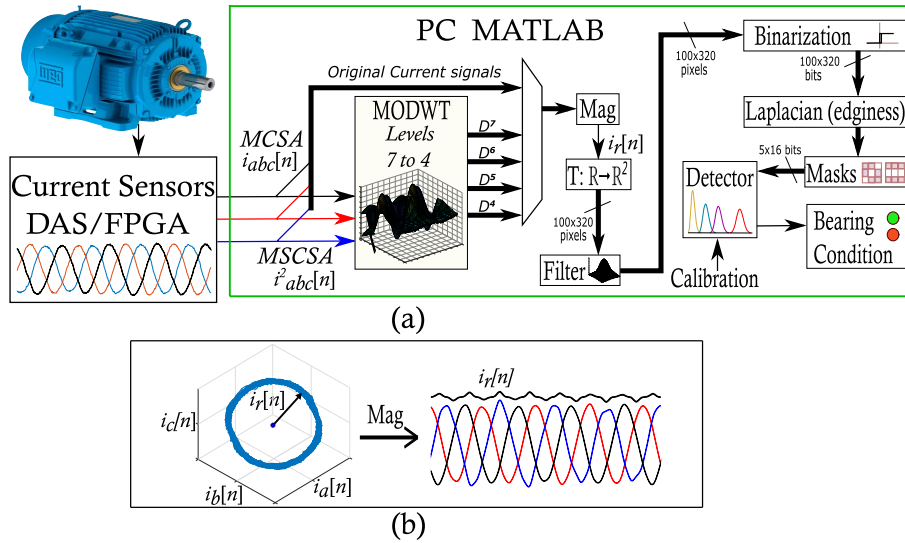 PC MATLAB
WEG
Current Sensors
DAS/FPGA
MCSA
i_abc[n]
MSCSA
i²_abc[n]
Original Current signals
MODWT
Levels
7 to 4
D⁷
D⁶
D⁵
D⁴
Mag
i_r[n]
T: R→R²
100x320
pixels
Filter
100x320
pixels
Binarization
100x320
bits
Laplacian (edginess)
Masks
5x16 bits
Detector
Calibration
Bearing
Condition
(a)
i_c[n]
i_r[n]
i_b[n]
i_a[n]
Mag
i_r[n]
(b)